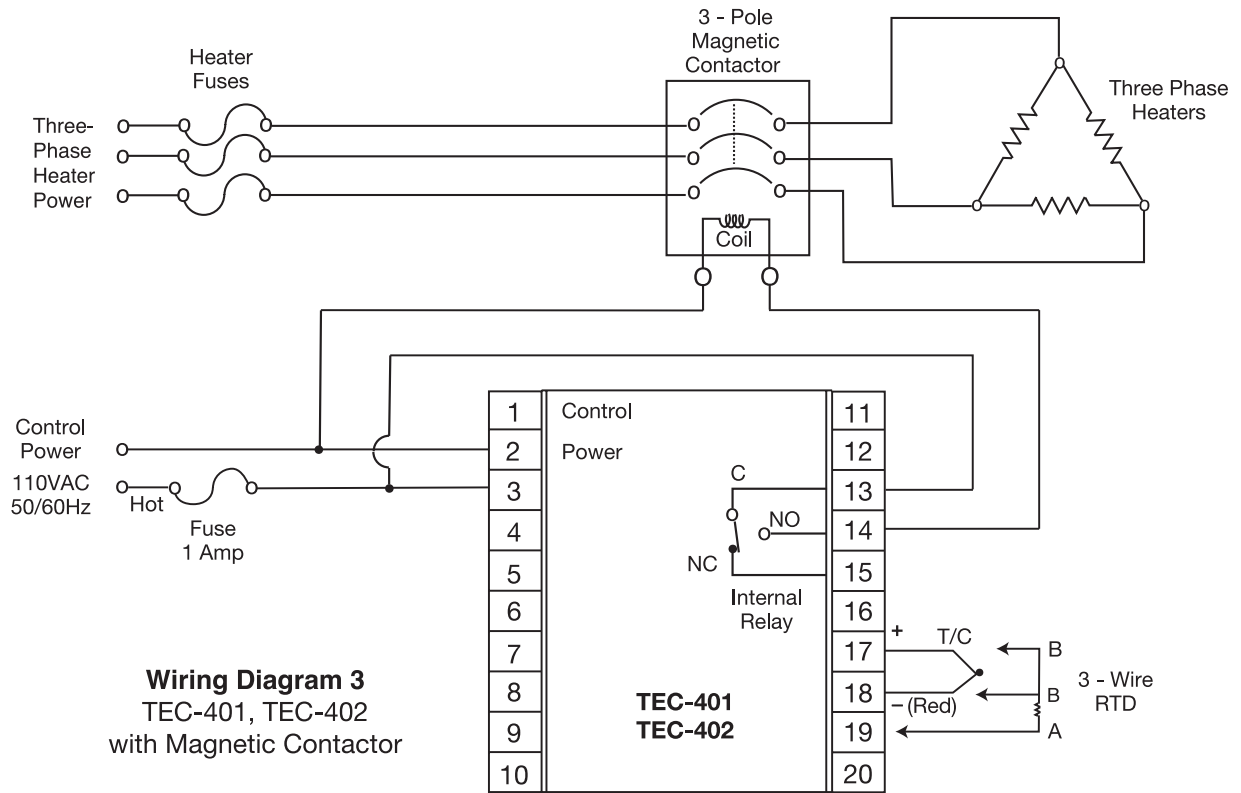 3 - Pole
Magnetic
Contactor
Heater
Fuses
Three Phase
Heaters
Three-
Phase
Heater
Power
Coil
Control
Power
110VAC
50/60Hz
Hot
Fuse
1 Amp
1
2
3
4
5
6
7
8
9
10
Control
Power
C
NO
NC
Internal
Relay
TEC-401
TEC-402
11
12
13
14
15
16
17
18
19
20
+
T/C
– (Red)
B
B
A
3 - Wire
RTD
Wiring Diagram 3
TEC-401, TEC-402
with Magnetic Contactor